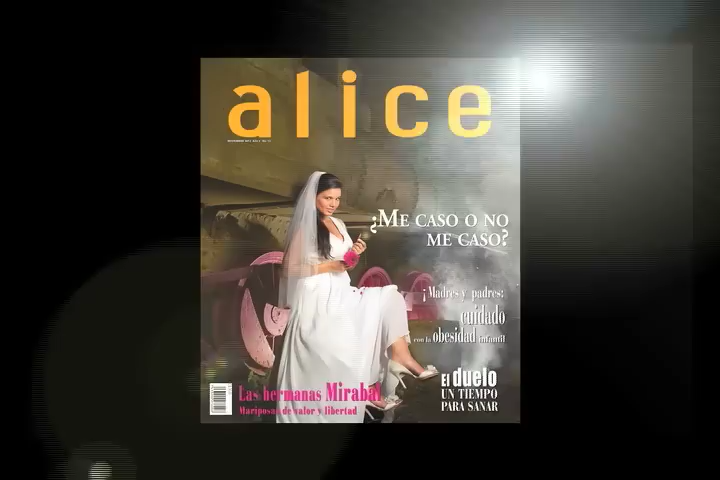 alice
¿ME CASO O NO
ME CASO?
¡Madres y padres:
cuidado
con la obesidad infantil
El duelo
UN TIEMPO
PARA SANAR
Las hermanas Mirabal
Mariposas de valor y libertad